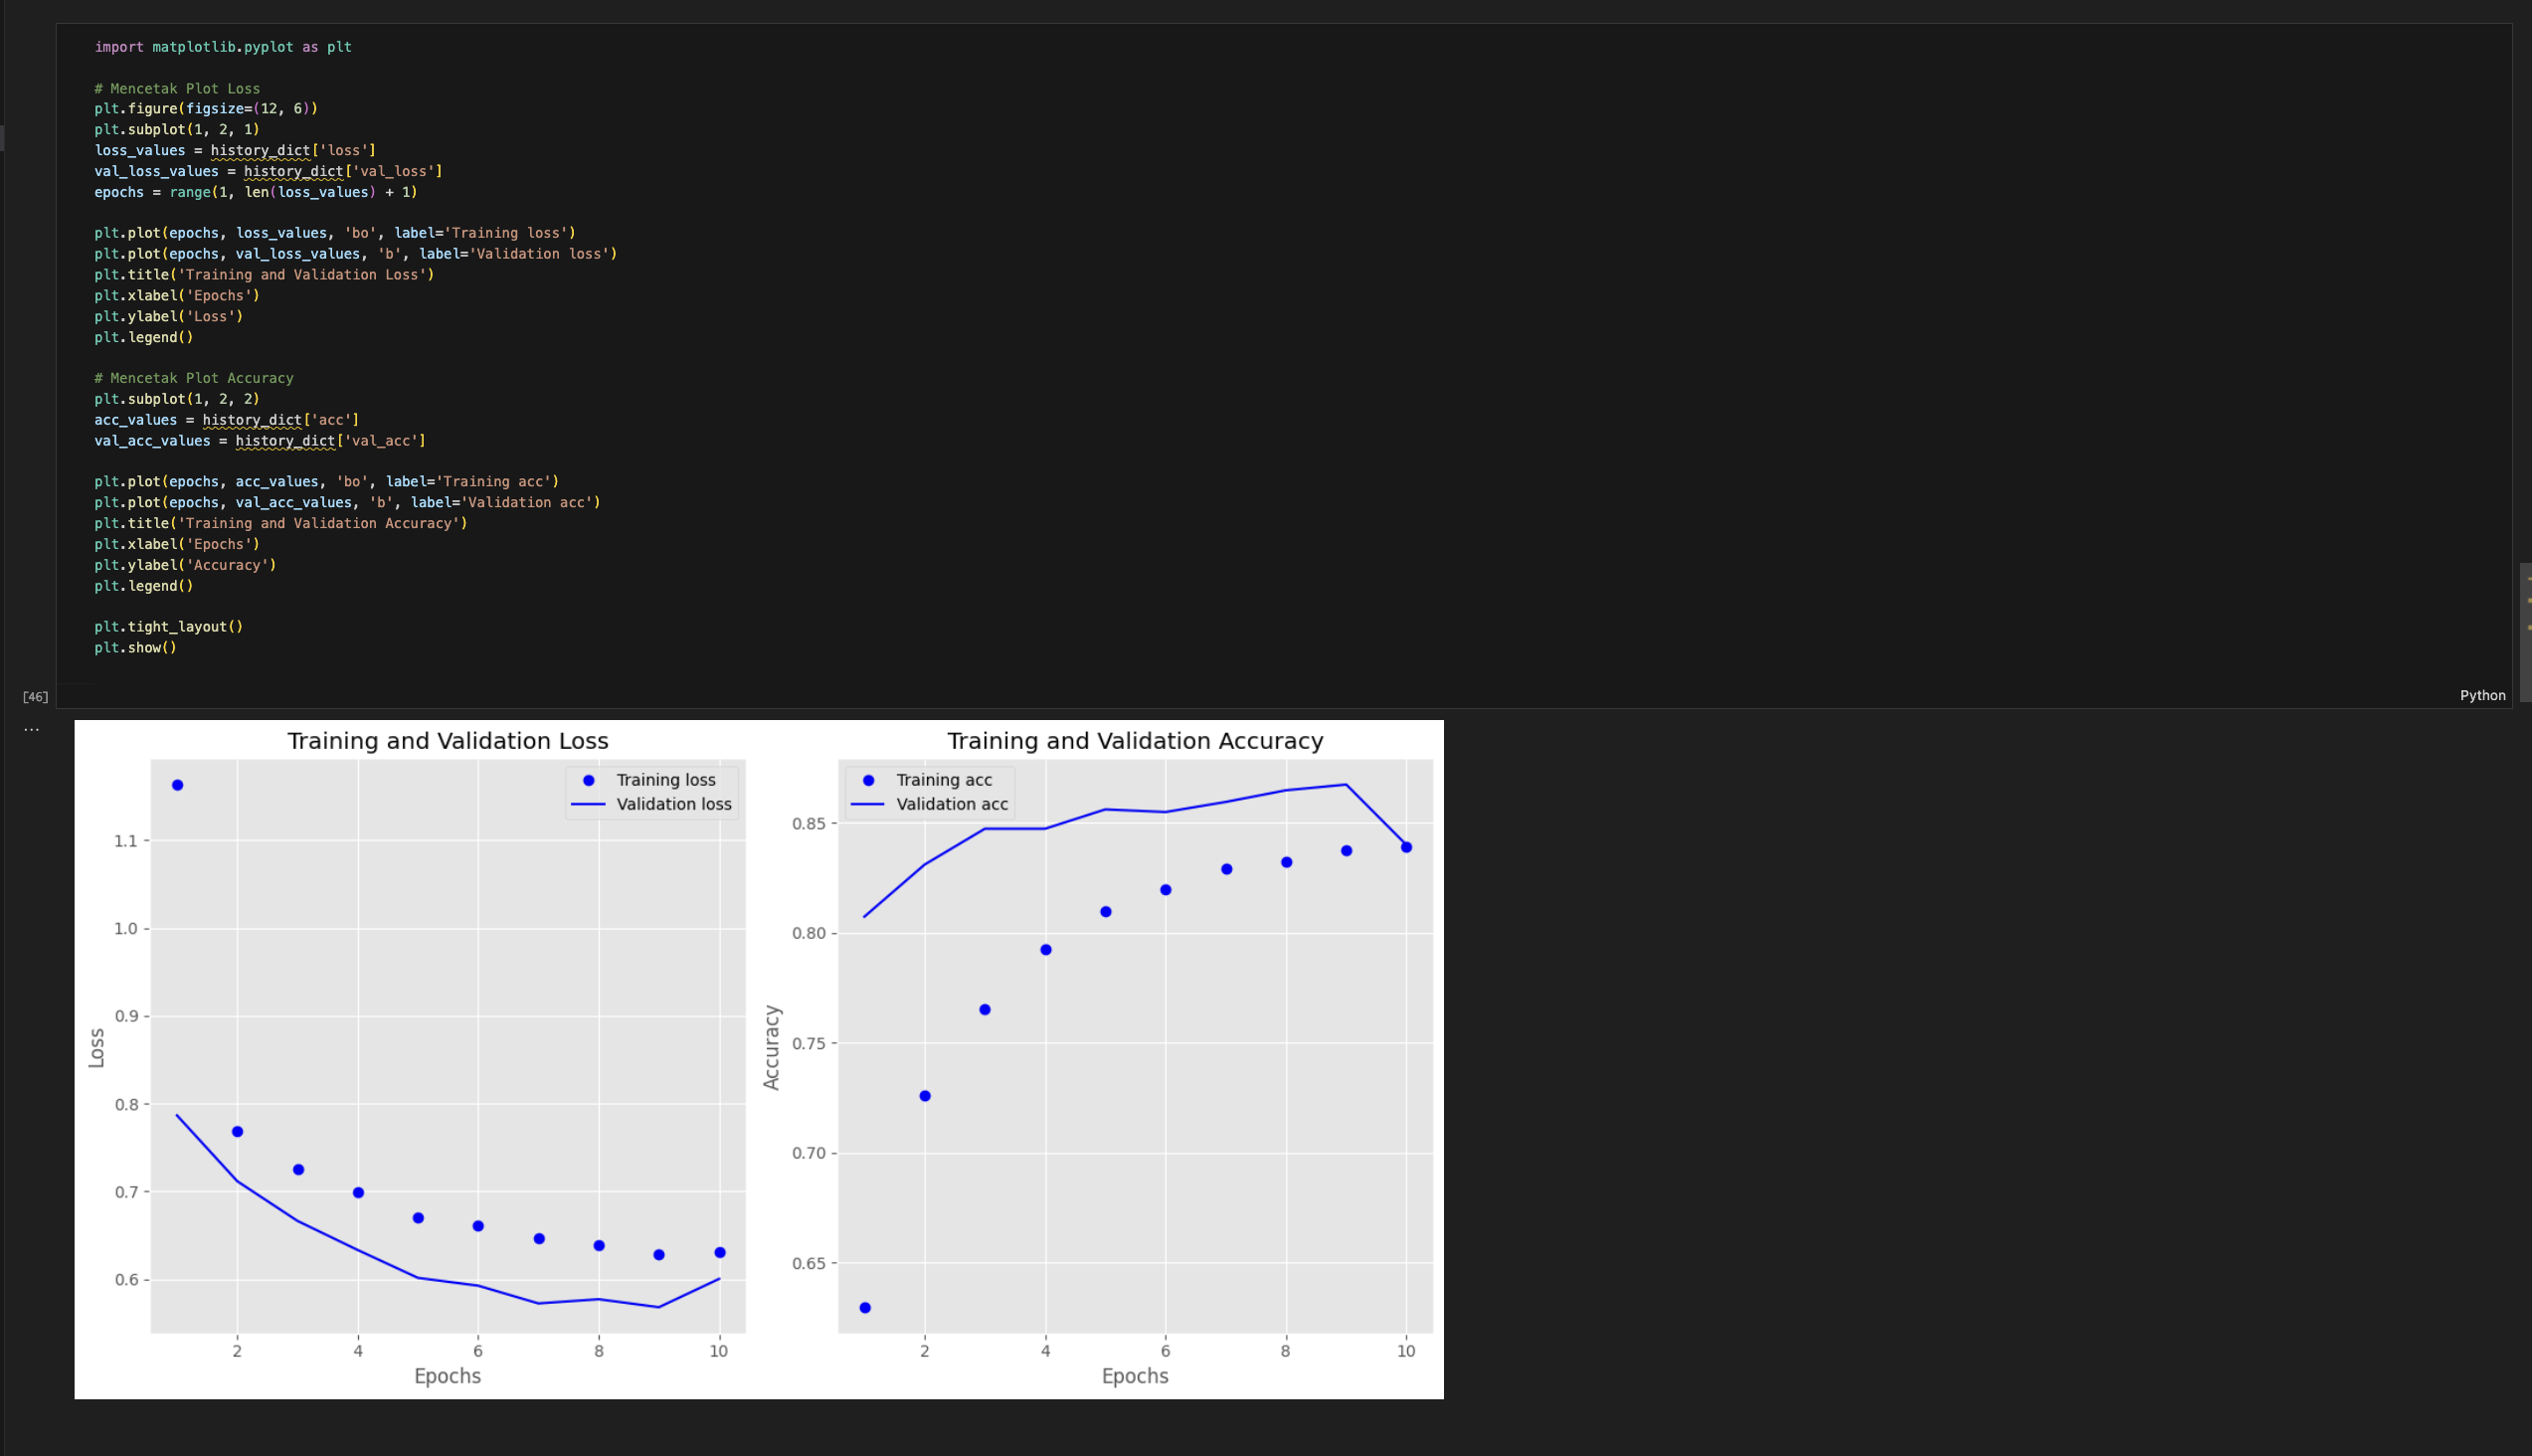 import matplotlib.pyplot as plt
# Mencetak Plot Loss
plt.figure(figsize=(12, 6))
plt.subplot(1, 2, 1)
loss_values = history_dict['loss']
val_loss_values = history_dict['val_loss']
epochs = range(1, len(loss_values) + 1)
plt.plot(epochs, loss_values, 'bo', label='Training loss')
plt.plot(epochs, val_loss_values, 'b', label='Validation loss')
plt.title('Training and Validation Loss')
plt.xlabel('Epochs')
plt.ylabel('Loss')
plt.legend()
# Mencetak Plot Accuracy
plt.subplot(1, 2, 2)
acc_values = history_dict['acc']
val_acc_values = history_dict['val_acc']
plt.plot(epochs, acc_values, 'bo', label='Training acc')
plt.plot(epochs, val_acc_values, 'b', label='Validation acc')
plt.title('Training and Validation Accuracy')
plt.xlabel('Epochs')
plt.ylabel('Accuracy')
plt.legend()
plt.tight_layout()
plt.show()
[46]
Python
...
Training and Validation Loss
Training loss
Validation loss
1.1
1.0
0.9
0.8
0.7
0.6
Loss
2 4 6 8 10
Epochs
Training and Validation Accuracy
Training acc
Validation acc
0.85
0.80
0.75
0.70
0.65
Accuracy
2 4 6 8 10
Epochs